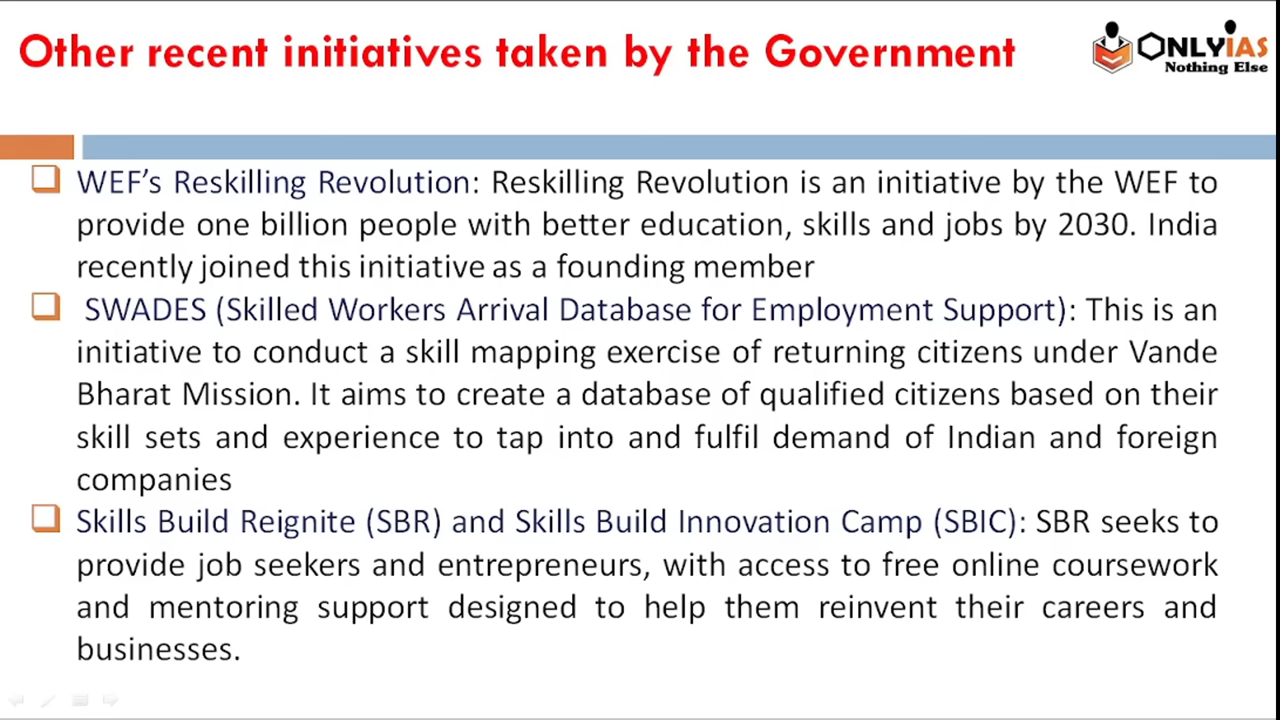 Other recent initiatives taken by the Government
ONLYIAS
Nothing Else
WEF’s Reskilling Revolution: Reskilling Revolution is an initiative by the WEF to
provide one billion people with better education, skills and jobs by 2030. India
recently joined this initiative as a founding member
SWADES (Skilled Workers Arrival Database for Employment Support): This is an
initiative to conduct a skill mapping exercise of returning citizens under Vande
Bharat Mission. It aims to create a database of qualified citizens based on their
skill sets and experience to tap into and fulfil demand of Indian and foreign
companies
Skills Build Reignite (SBR) and Skills Build Innovation Camp (SBIC): SBR seeks to
provide job seekers and entrepreneurs, with access to free online coursework
and mentoring support designed to help them reinvent their careers and
businesses.